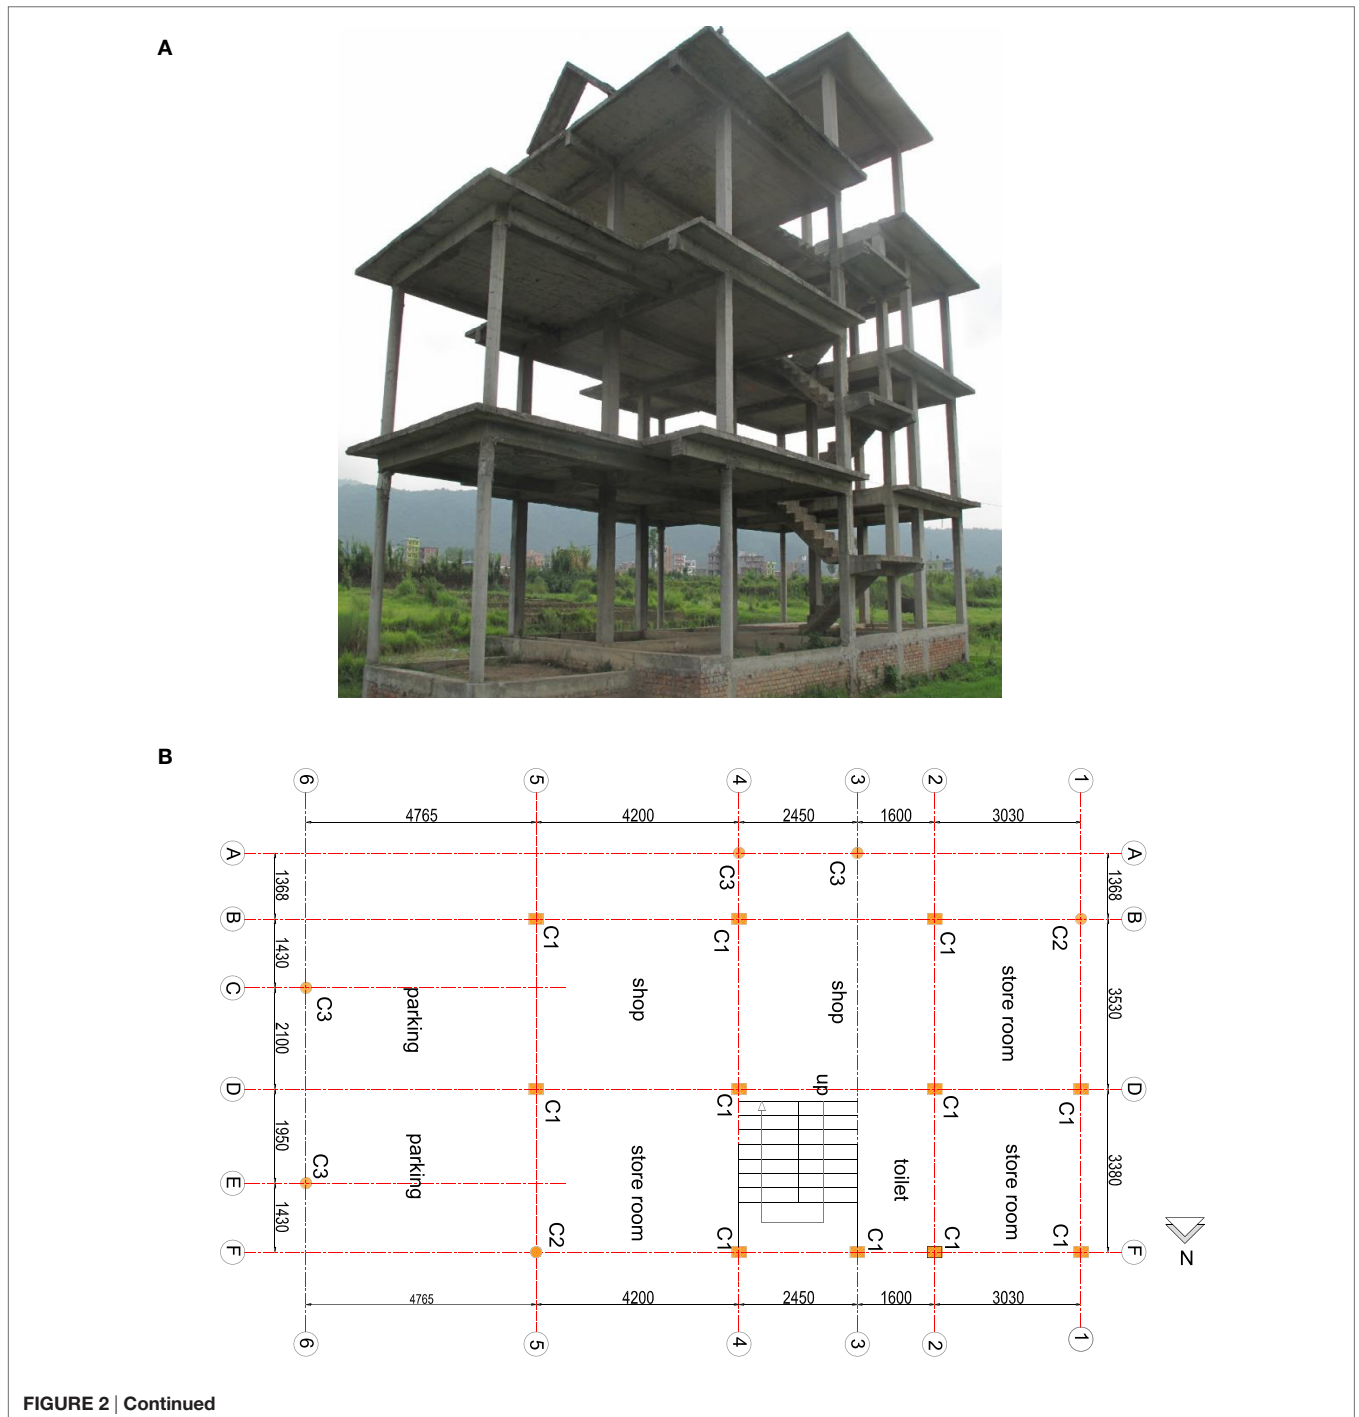 A
B
6 5 4 3 2 1
4765 4200 2450 1600 3030
A A
1368 C3 C3 1368
B B
C1 C1 C1 C2
1430 shop shop store room 3530
C parking
C3
2100
up
D D
C1 C1 C1 C1
1950 parking store room toilet store room 3380
C3
E
1430 C2 C1 C1 C1 C1
F F
N
4765 4200 2450 1600 3030
6 5 4 3 2 1
FIGURE 2 | Continued